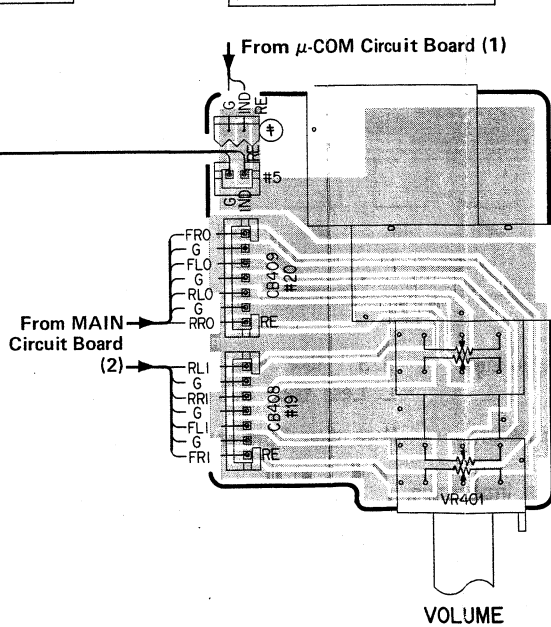 From μ-COM Circuit Board (1)
G
IND
RE
*
RE
#5
G
IND
FRO
G
FLO
G
RLO
G
RRO
CB409
#20
RE
From MAIN
Circuit Board
(2)
RLI
G
RRI
G
FLI
G
FRI
CB408
#19
RE
VR401
VOLUME